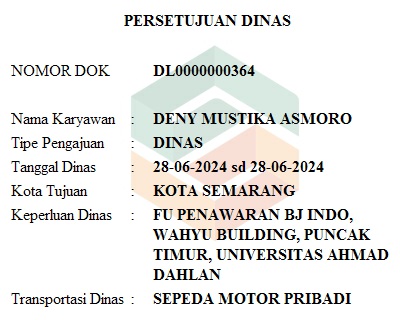 PERSETUJUAN DINAS
NOMOR DOK DL0000000364
Nama Karyawan : DENY MUSTIKA ASMORO
Tipe Pengajuan : DINAS
Tanggal Dinas : 28-06-2024 sd 28-06-2024
Kota Tujuan : KOTA SEMARANG
Keperluan Dinas : FU PENAWARAN BJ INDO,
WAHYU BUILDING, PUNCAK
TIMUR, UNIVERSITAS AHMAD
DAHLAN
Transportasi Dinas : SEPEDA MOTOR PRIBADI